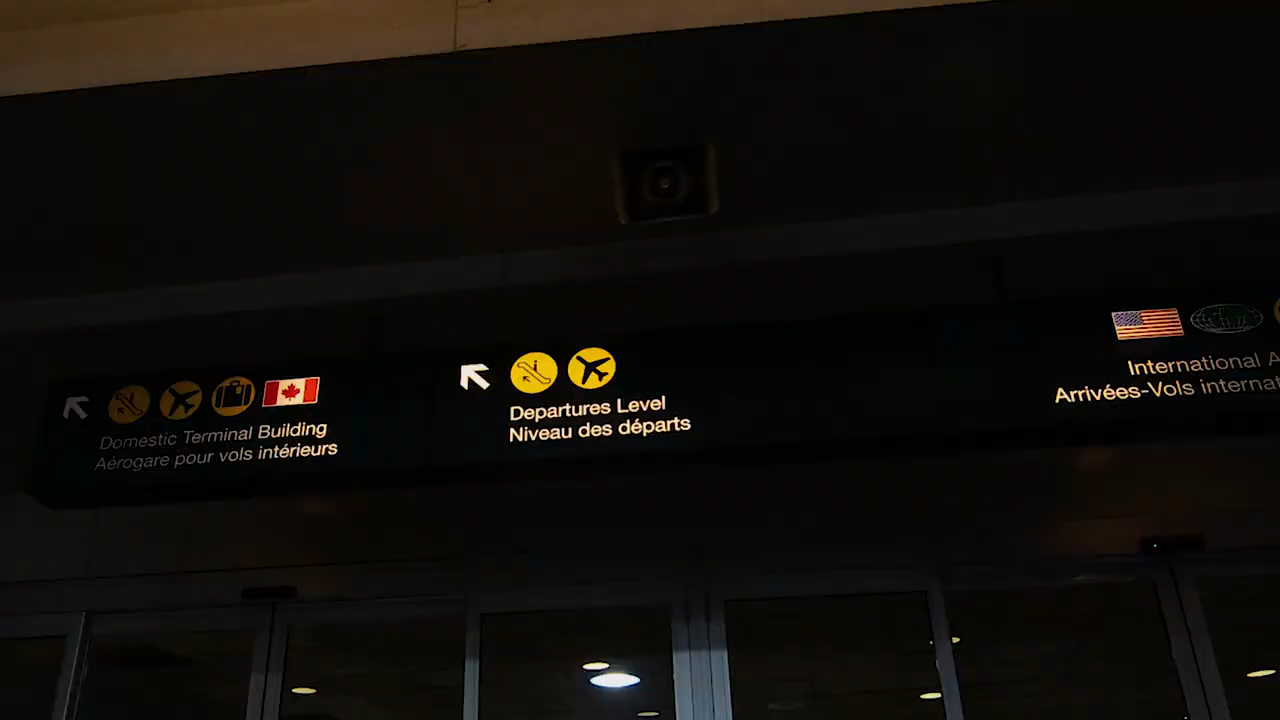 Domestic Terminal Building
Aérogare pour vols intérieurs
Departures Level
Niveau des départs
International
Arrivées-Vols